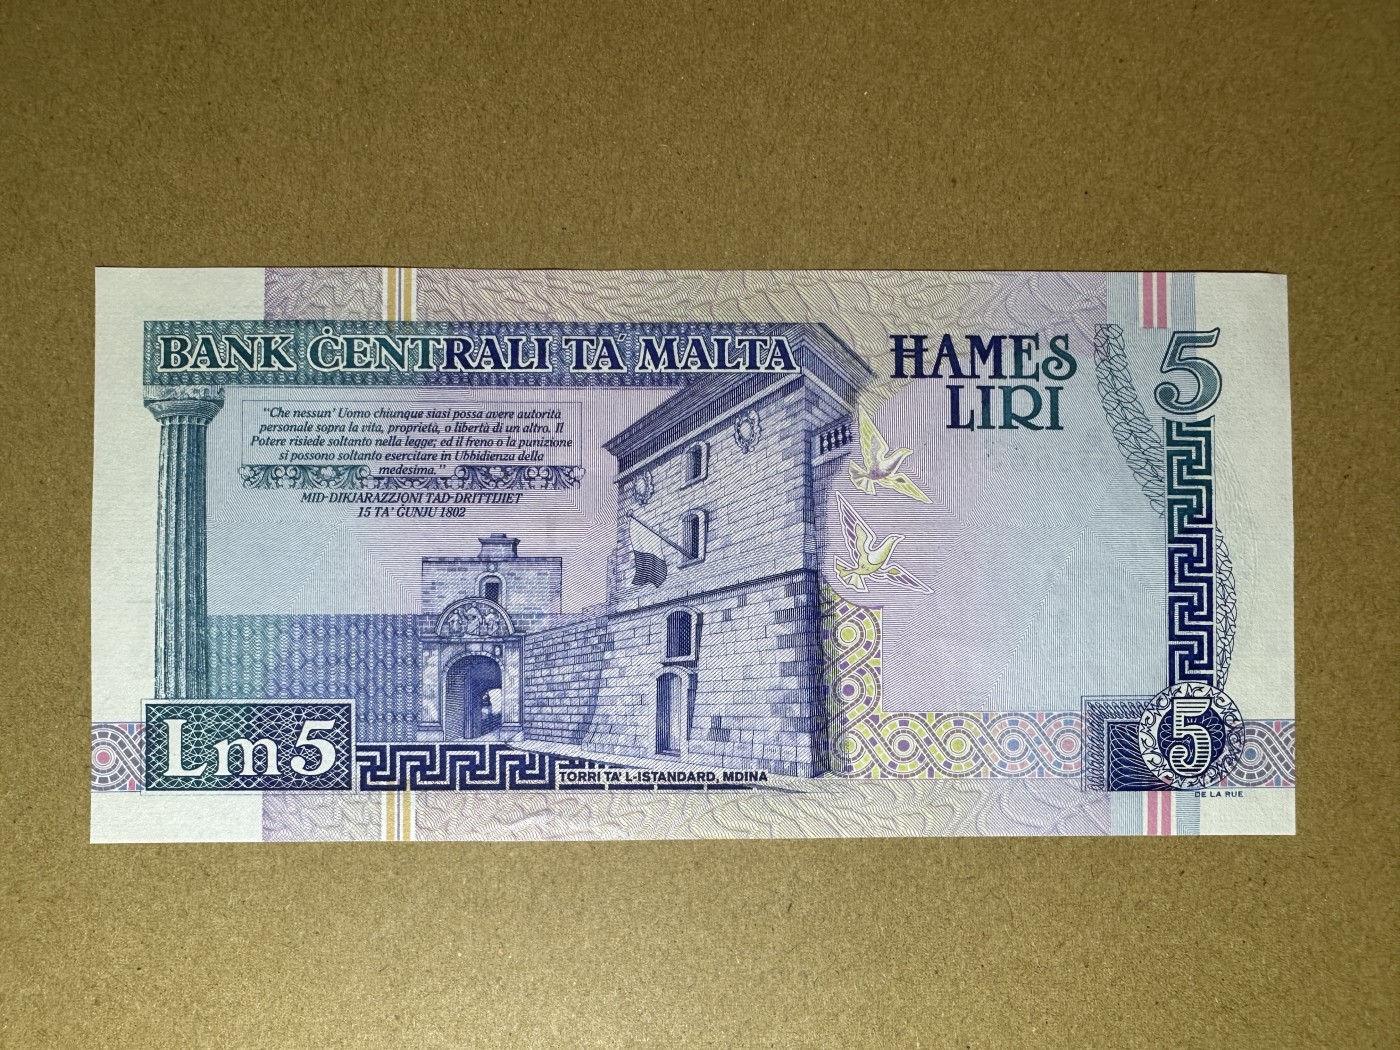 BANK ĊENTRALI TA' MALTA
ĦAMES
LIRI
5
"Che nessun' Uomo chiunque siasi possa avere autorità
personale sopra la vita, proprietà, o libertà di un altro. Il
Potere risiede soltanto nella legge; ed il freno o la punizione
si possono soltanto esercitare in Ubbidienza della
medesima."
MID-DIKJARAZZJONI TAD-DRITTIJIET
15 TA' ĠUNJU 1802
Lm5
TORRI TA' L-ISTANDARD, MDINA
5
DE LA RUE